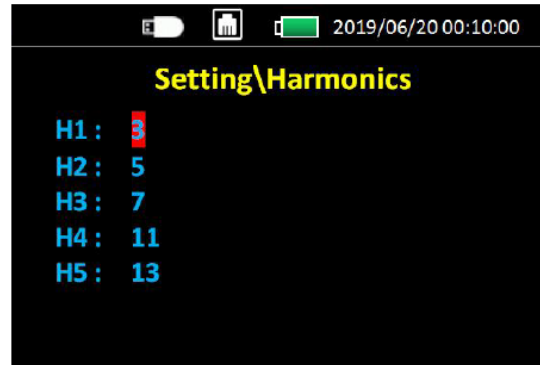 2019/06/20 00:10:00
Setting\Harmonics
H1 : 3
H2 : 5
H3 : 7
H4 : 11
H5 : 13